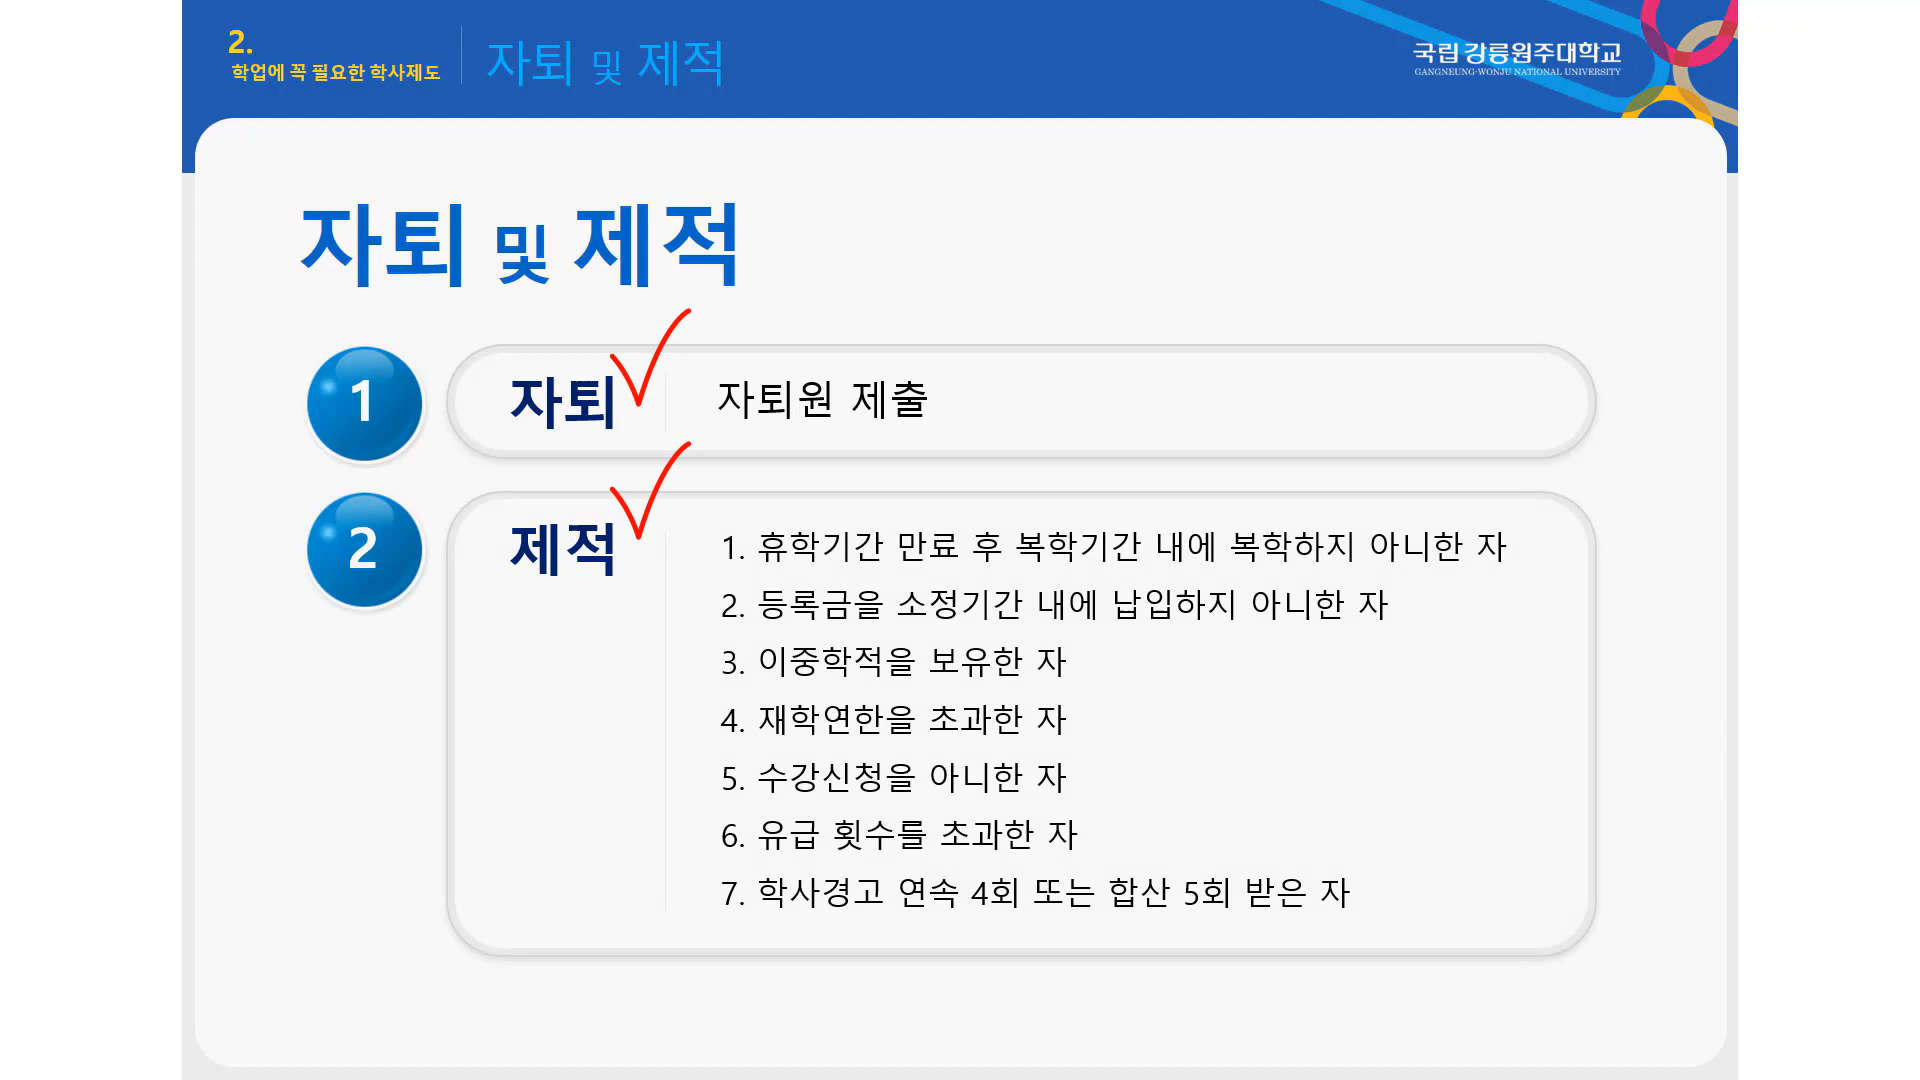 2.
학업에 꼭 필요한 학사제도
자퇴 및 제적
국립 강릉원주대학교
GANGNEUNG-WONJU NATIONAL UNIVERSITY
자퇴 및 제적
1
자퇴
자퇴원 제출
2
제적
1. 휴학기간 만료 후 복학기간 내에 복학하지 아니한 자
2. 등록금을 소정기간 내에 납입하지 아니한 자
3. 이중학적을 보유한 자
4. 재학연한을 초과한 자
5. 수강신청을 아니한 자
6. 유급 횟수를 초과한 자
7. 학사경고 연속 4회 또는 합산 5회 받은 자